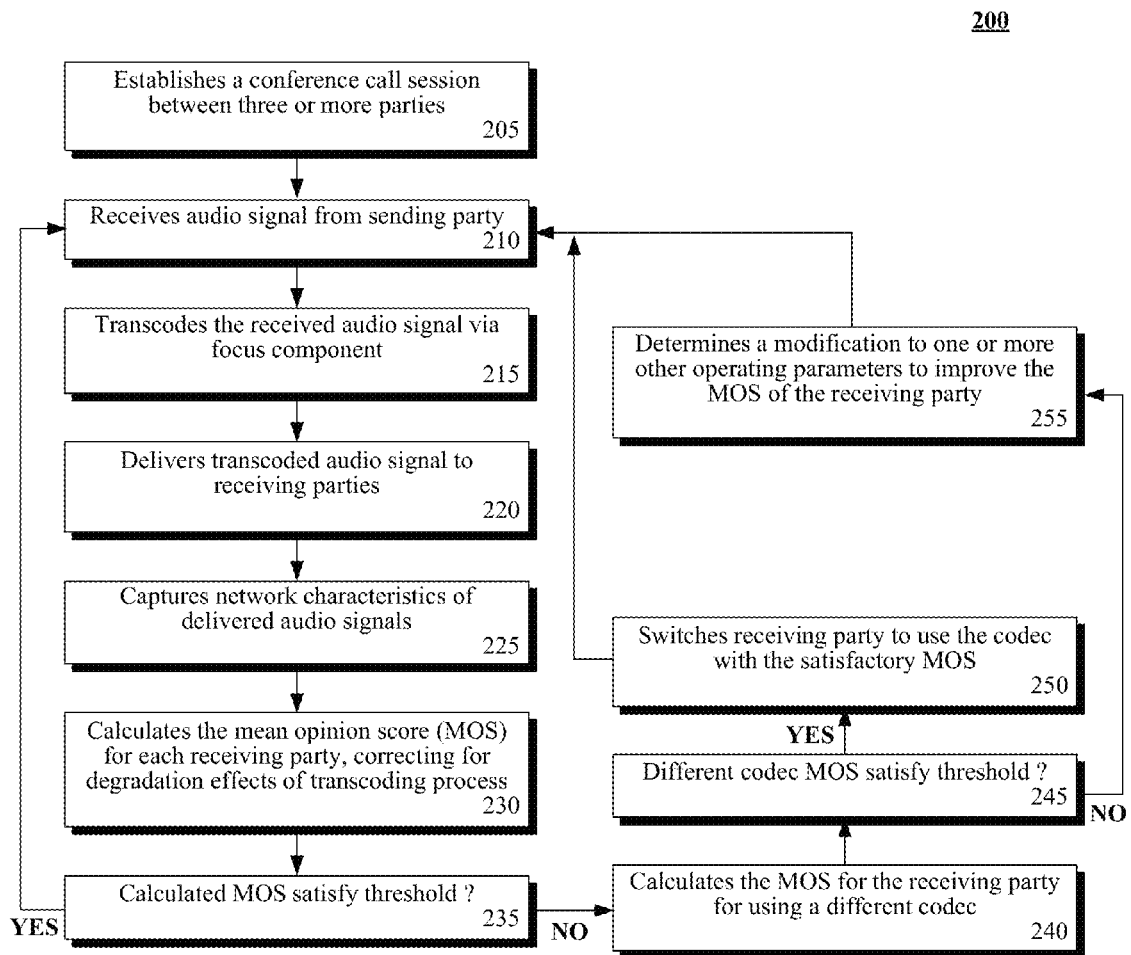 200
Establishes a conference call session
between three or more parties
205
Receives audio signal from sending party
210
Transcodes the received audio signal via
focus component
215
Delivers transcoded audio signal to
receiving parties
220
Captures network characteristics of
delivered audio signals
225
Calculates the mean opinion score (MOS)
for each receiving party, correcting for
degradation effects of transcoding process
230
Calculated MOS satisfy threshold ?
235
YES
NO
Calculates the MOS for the receiving party
for using a different codec
240
Different codec MOS satisfy threshold ?
245
YES
NO
Switches receiving party to use the codec
with the satisfactory MOS
250
Determines a modification to one or more
other operating parameters to improve the
MOS of the receiving party
255